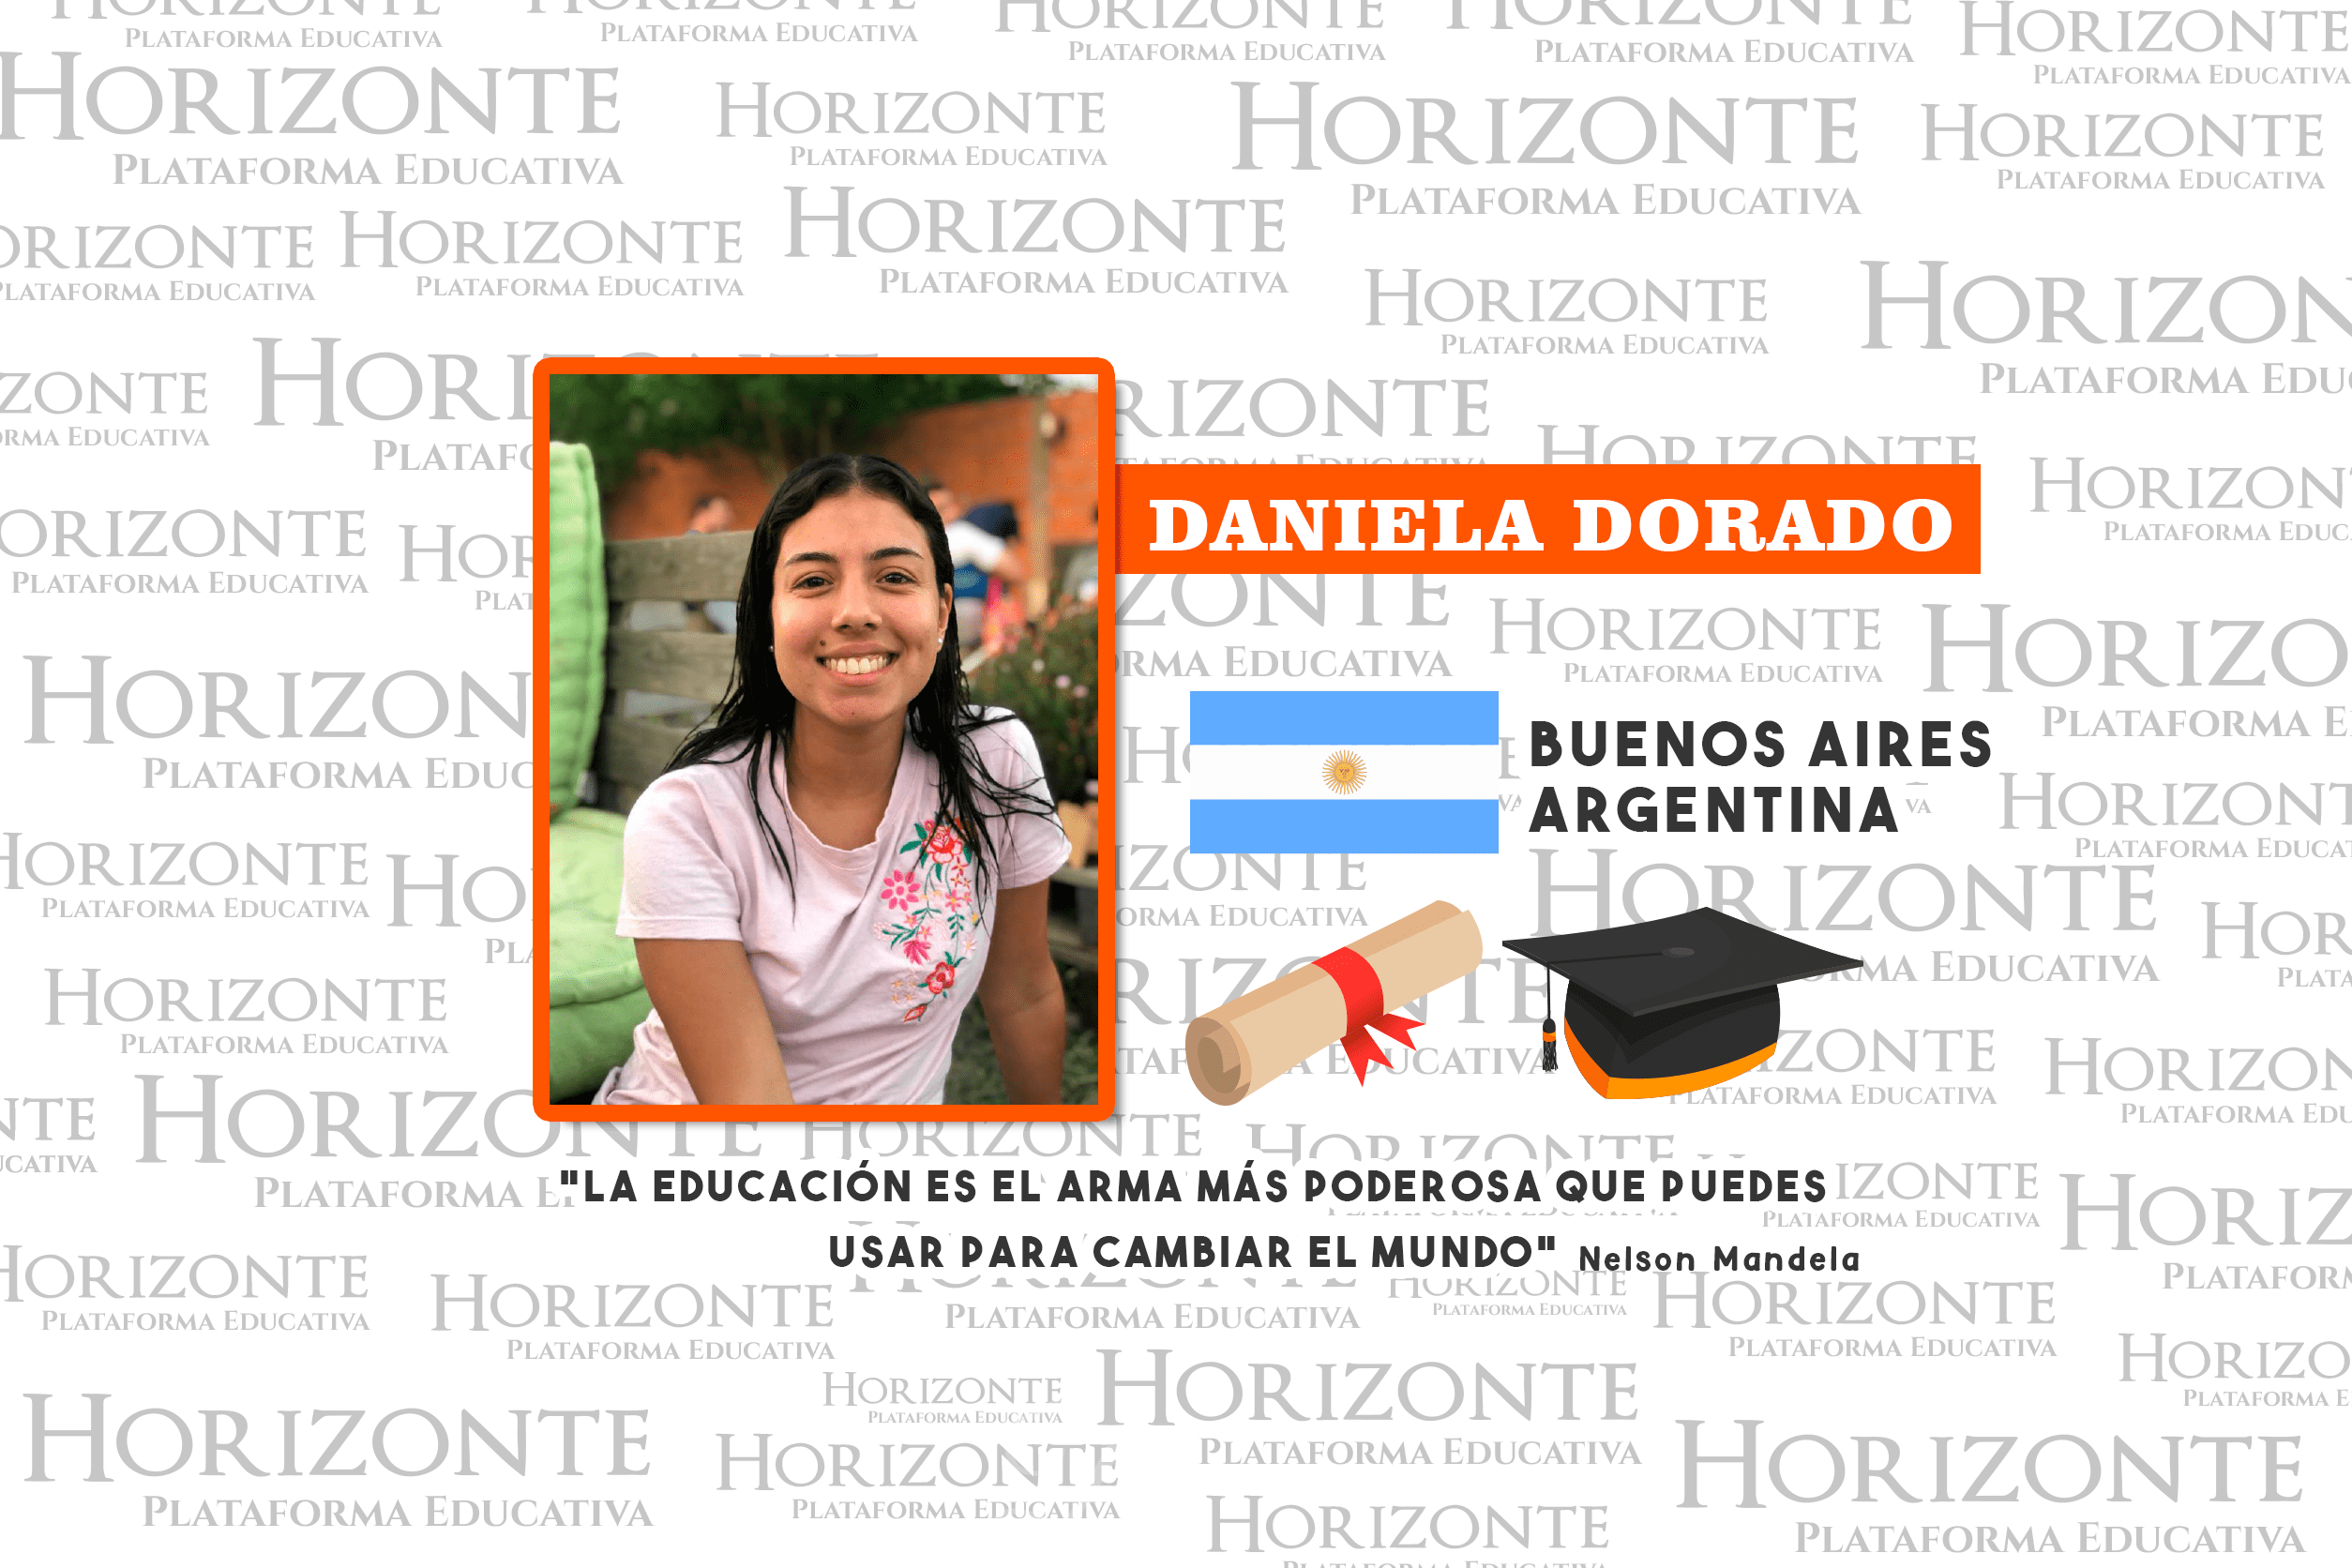 HORIZONTE
PLATAFORMA EDUCATIVA
DANIELA DORADO
BUENOS AIRES
ARGENTINA
"LA EDUCACIÓN ES EL ARMA MÁS PODEROSA QUE PUEDES
USAR PARA CAMBIAR EL MUNDO" Nelson Mandela